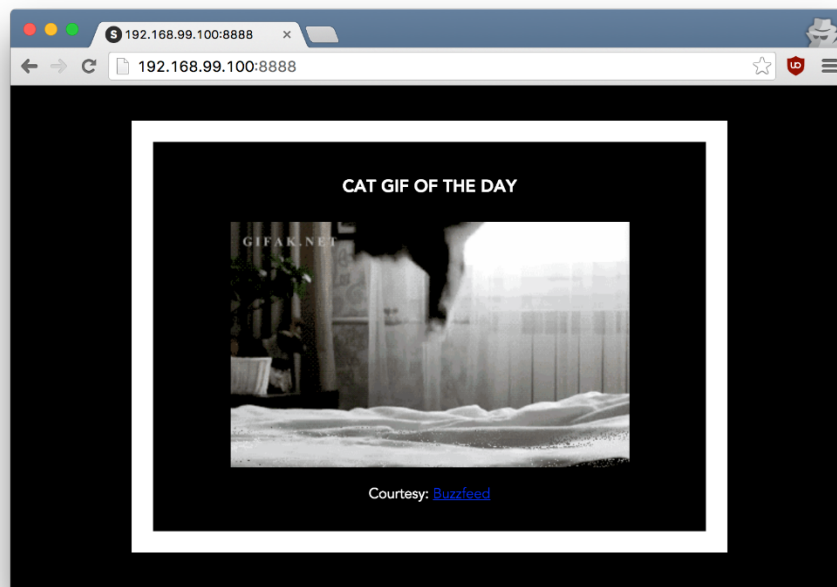 192.168.99.100:8888
192.168.99.100:8888
CAT GIF OF THE DAY
GIFAK.NET
Courtesy: Buzzfeed